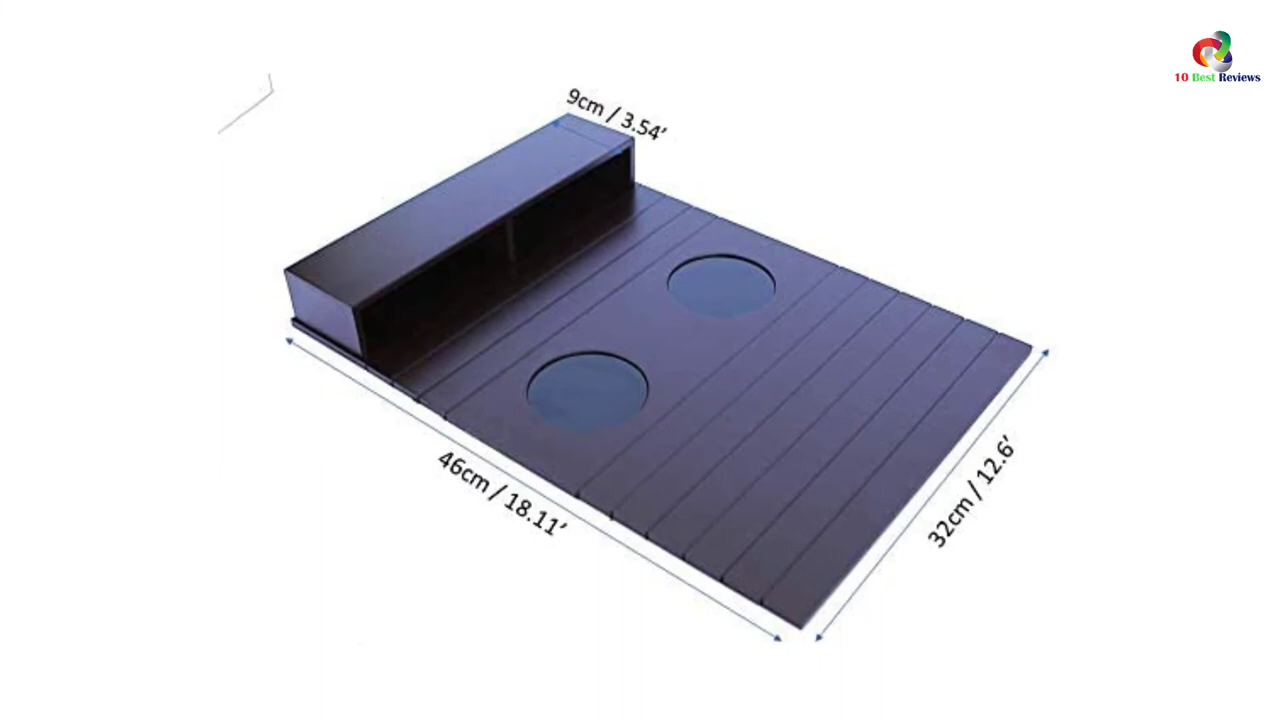 10 Best Reviews
9cm / 3.54’
46cm / 18.11’
32cm / 12.6’